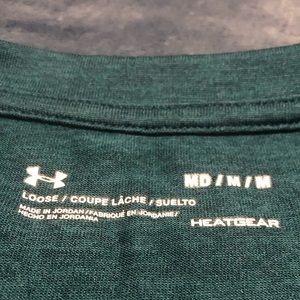 MD / M / M
LOOSE / COUPE LÂCHE / SUELTO
MADE IN JORDAN / FABRIQUÉ EN JORDANIE /
HECHO EN JORDANIA
HEATGEAR